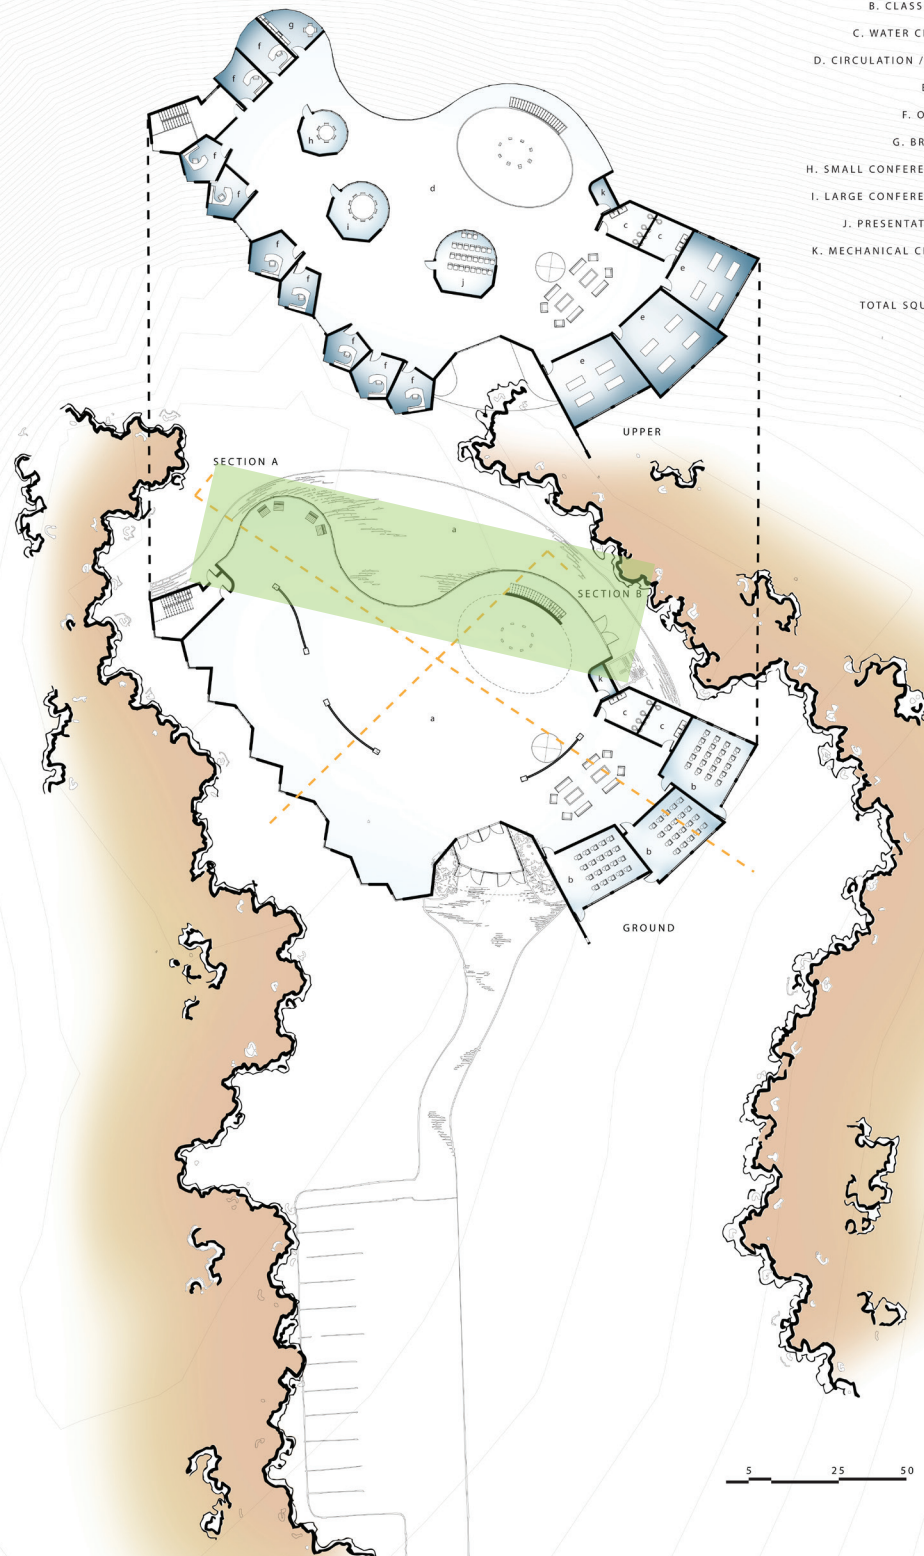 B. CLASS
C. WATER C
D. CIRCULATION /
F. O
G. BR
H. SMALL CONFERE
I. LARGE CONFERE
J. PRESENTAT
K. MECHANICAL C
TOTAL SQU
g
f
f
h
f
d
f
k
i
c
c
f
j
e
f
e
f
f
f
e
UPPER
SECTION A
a
SECTION B
k
c
c
a
b
b
b
GROUND
5 25 50